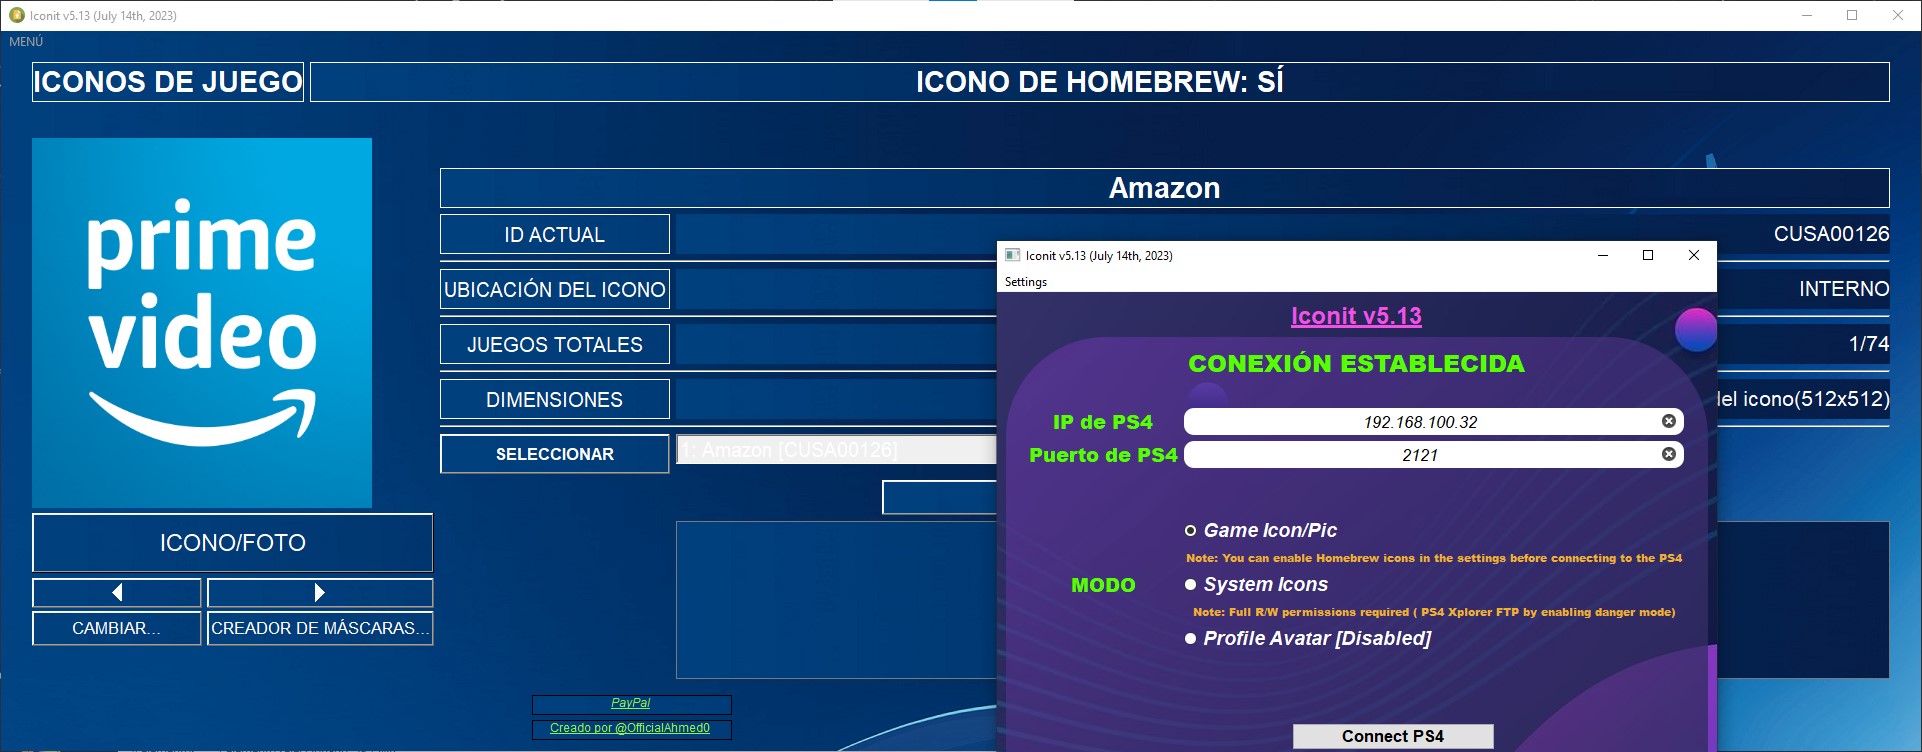 Iconit v5.13 (July 14th, 2023)
MENÚ
ICONOS DE JUEGO
ICONO DE HOMEBREW: SÍ
prime
video
Amazon
ID ACTUAL
CUSA00126
UBICACIÓN DEL ICONO
INTERNO
JUEGOS TOTALES
1/74
DIMENSIONES
del icono(512x512)
SELECCIONAR
1: Amazon [CUSA00126]
ICONO/FOTO
CAMBIAR...
CREADOR DE MÁSCARAS...
PayPal
Creado por @OfficialAhmed0
Iconit v5.13 (July 14th, 2023)
Settings
Iconit v5.13
CONEXIÓN ESTABLECIDA
IP de PS4
192.168.100.32
Puerto de PS4
2121
MODO
Game Icon/Pic
Note: You can enable Homebrew icons in the settings before connecting to the PS4
System Icons
Note: Full R/W permissions required ( PS4 Xplorer FTP by enabling danger mode)
Profile Avatar [Disabled]
Connect PS4